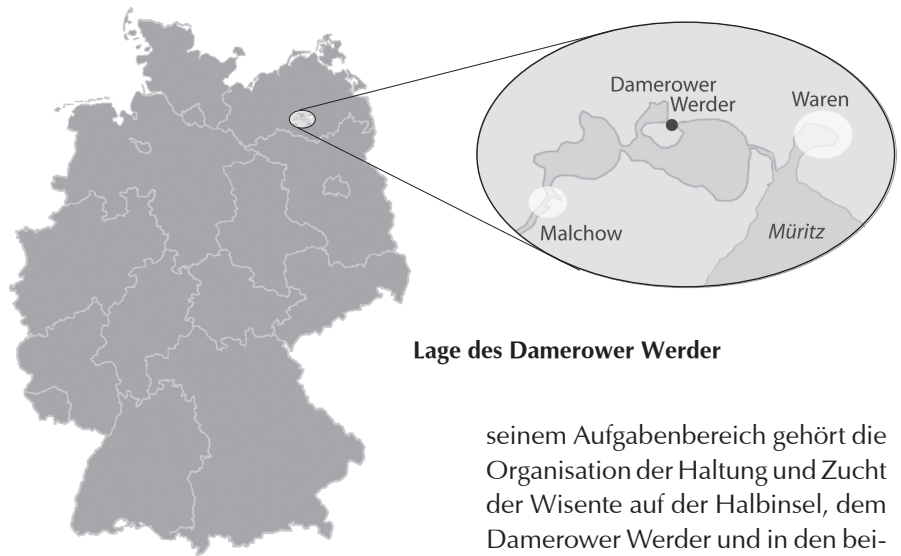 Damerower
Werder
Waren
Malchow
Müritz
Lage des Damerower Werder
seinem Aufgabenbereich gehört die
Organisation der Haltung und Zucht
der Wisente auf der Halbinsel, dem
Damerower Werder und in den bei-